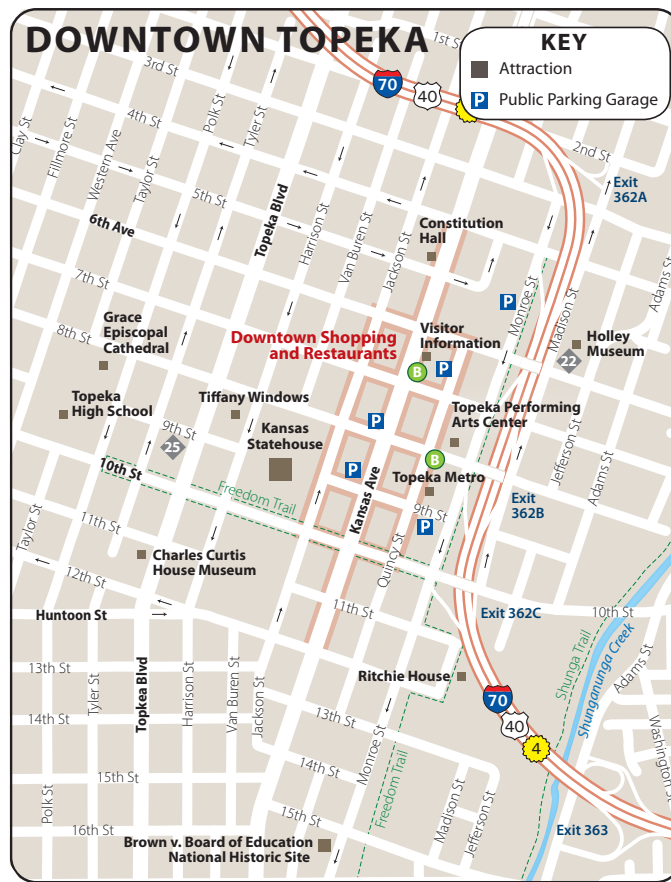 DOWNTOWN TOPEKA
KEY
Attraction
P Public Parking Garage
1st St
3rd St
70
40
2nd St
4th St
Polk St
Tyler St
Clay St
Fillmore St
Western Ave
Taylor St
5th St
Exit
362A
6th Ave
Topeka Blvd
Harrison St
Van Buren St
Jackson St
Constitution
Hall
Adams St
7th St
P
Monroe St
Madison St
8th St
Grace
Episcopal
Cathedral
Downtown Shopping
and Restaurants
Visitor
Information
Holley
Museum
22
B
P
Topeka
High School
Tiffany Windows
P
Topeka Performing
Arts Center
9th St
25
Kansas
Statehouse
B
Jefferson St
Adams St
10th St
P
Topeka Metro
Freedom Trail
Kansas Ave
9th St
Exit
362B
P
Taylor St
11th St
Charles Curtis
House Museum
Quincy St
12th St
11th St
Exit 362C
10th St
Huntoon St
Shunga Trail
Shunganunga Creek
Adams St
13th St
Tyler St
Topkea Blvd
Harrison St
Van Buren St
Jackson St
Ritchie House
70
40
4
14th St
13th St
Washington St
Monroe St
Freedom Trail
14th St
15th St
Polk St
Madison St
Jefferson St
15th St
16th St
Exit 363
Brown v. Board of Education
National Historic Site